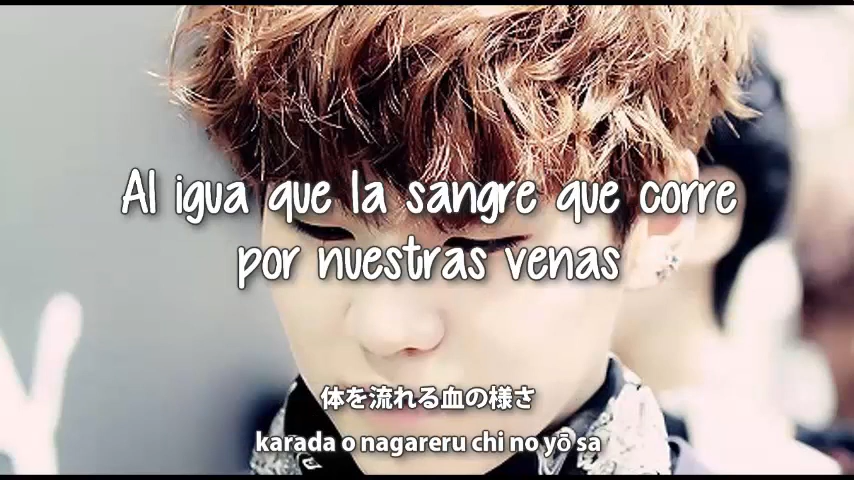 Al igua que la sangre que corre
por nuestras venas
体を流れる血の様さ
karada o nagareru chi no yō sa